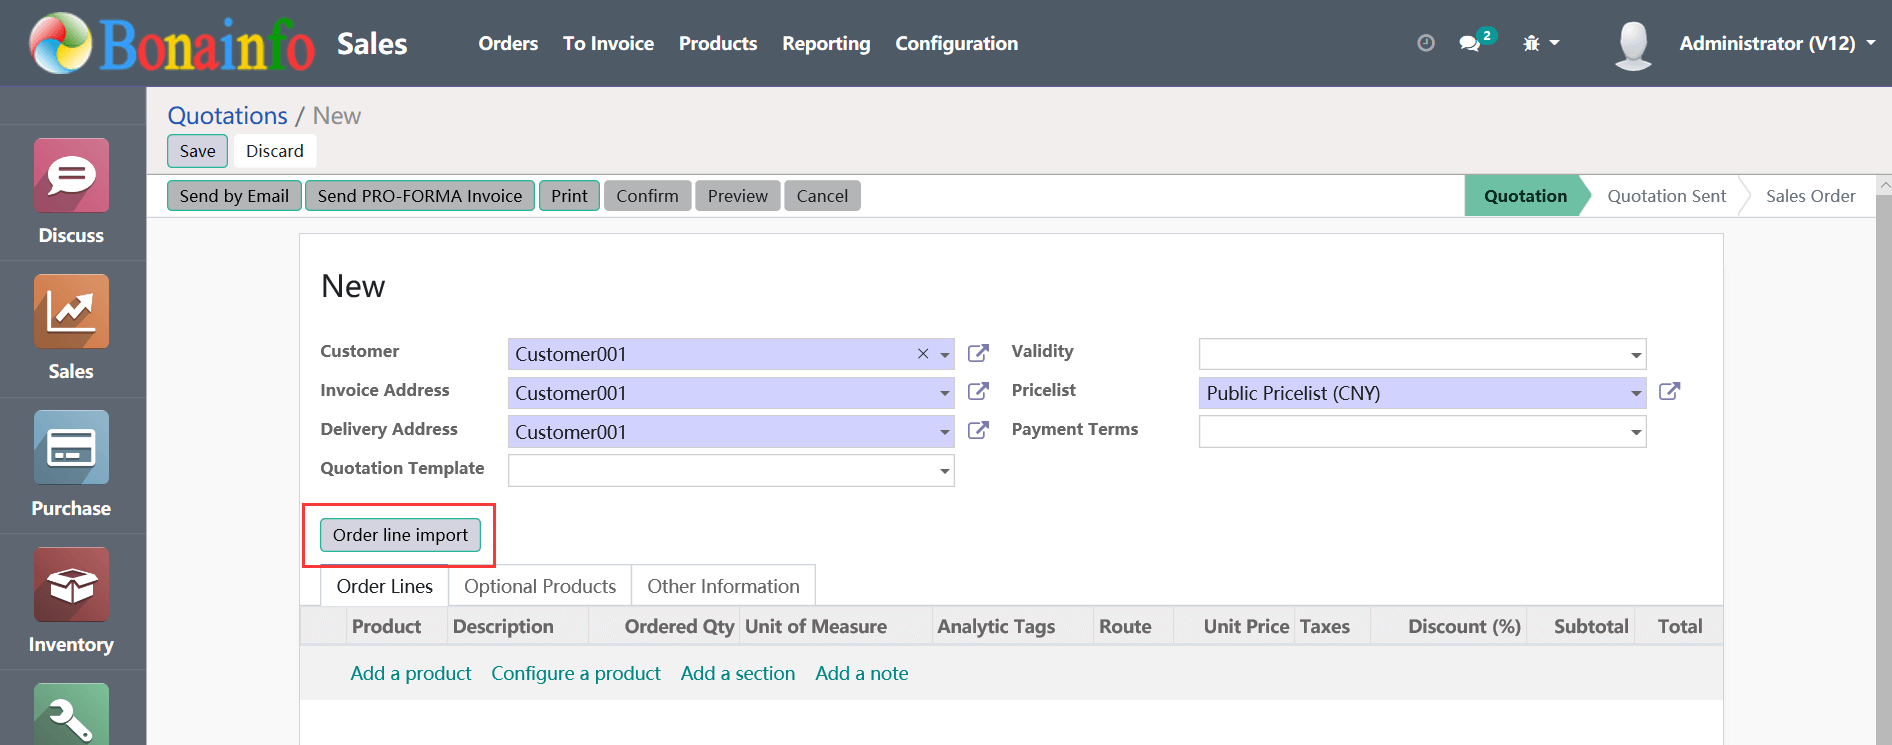 Bonainfo Sales Orders To Invoice Products Reporting Configuration 2 Administrator (V12)
Quotations / New
Save Discard
Send by Email Send PRO-FORMA Invoice Print Confirm Preview Cancel Quotation Quotation Sent Sales Order
Discuss
Sales
Purchase
Inventory
New
Customer Customer001 Validity
Invoice Address Customer001 Pricelist Public Pricelist (CNY)
Delivery Address Customer001 Payment Terms
Quotation Template
Order line import
Order Lines Optional Products Other Information
Product Description Ordered Qty Unit of Measure Analytic Tags Route Unit Price Taxes Discount (%) Subtotal Total
Add a product Configure a product Add a section Add a note